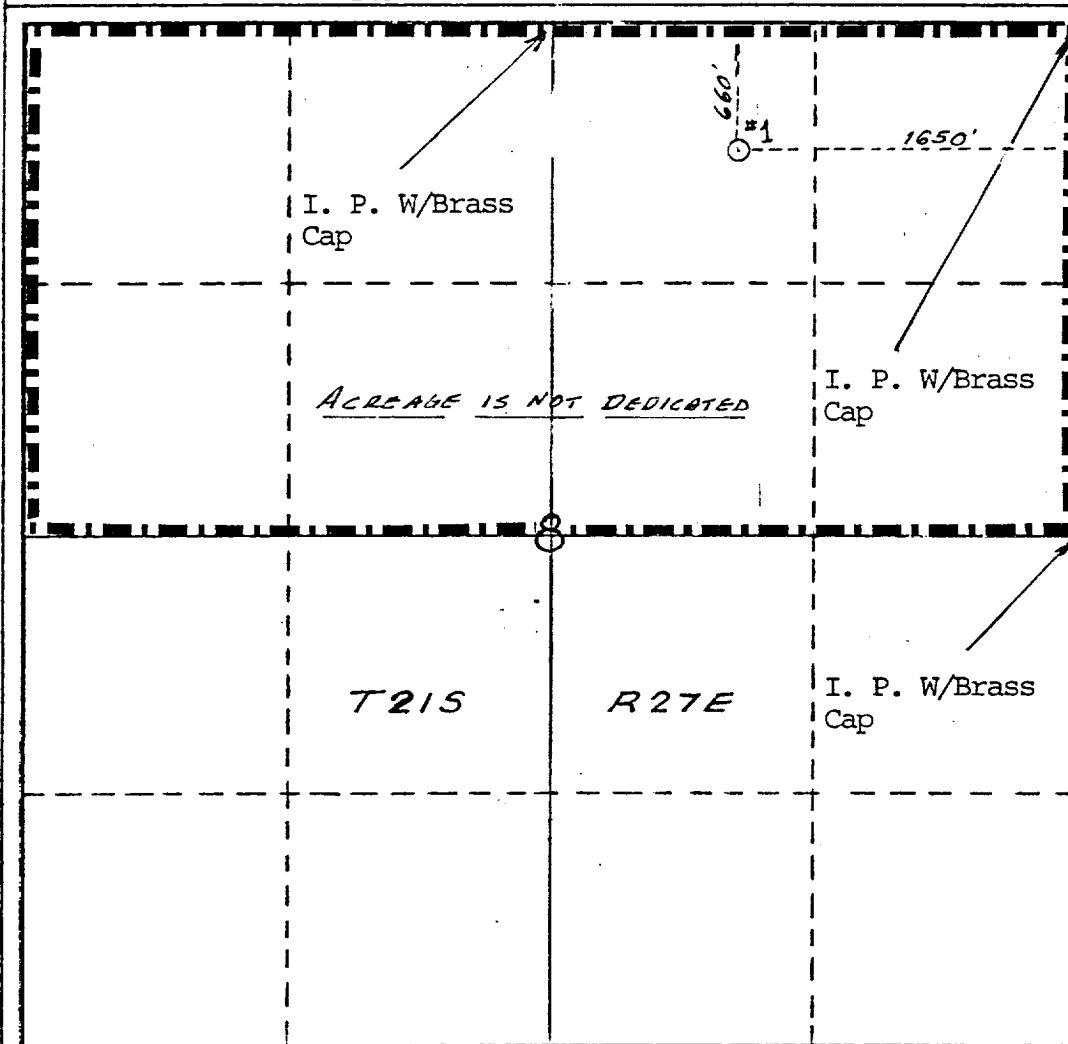 660'
#1
1650'
I. P. W/Brass
Cap
I. P. W/Brass
Cap
ACREAGE IS NOT DEDICATED
8
I. P. W/Brass
Cap
T21S R27E